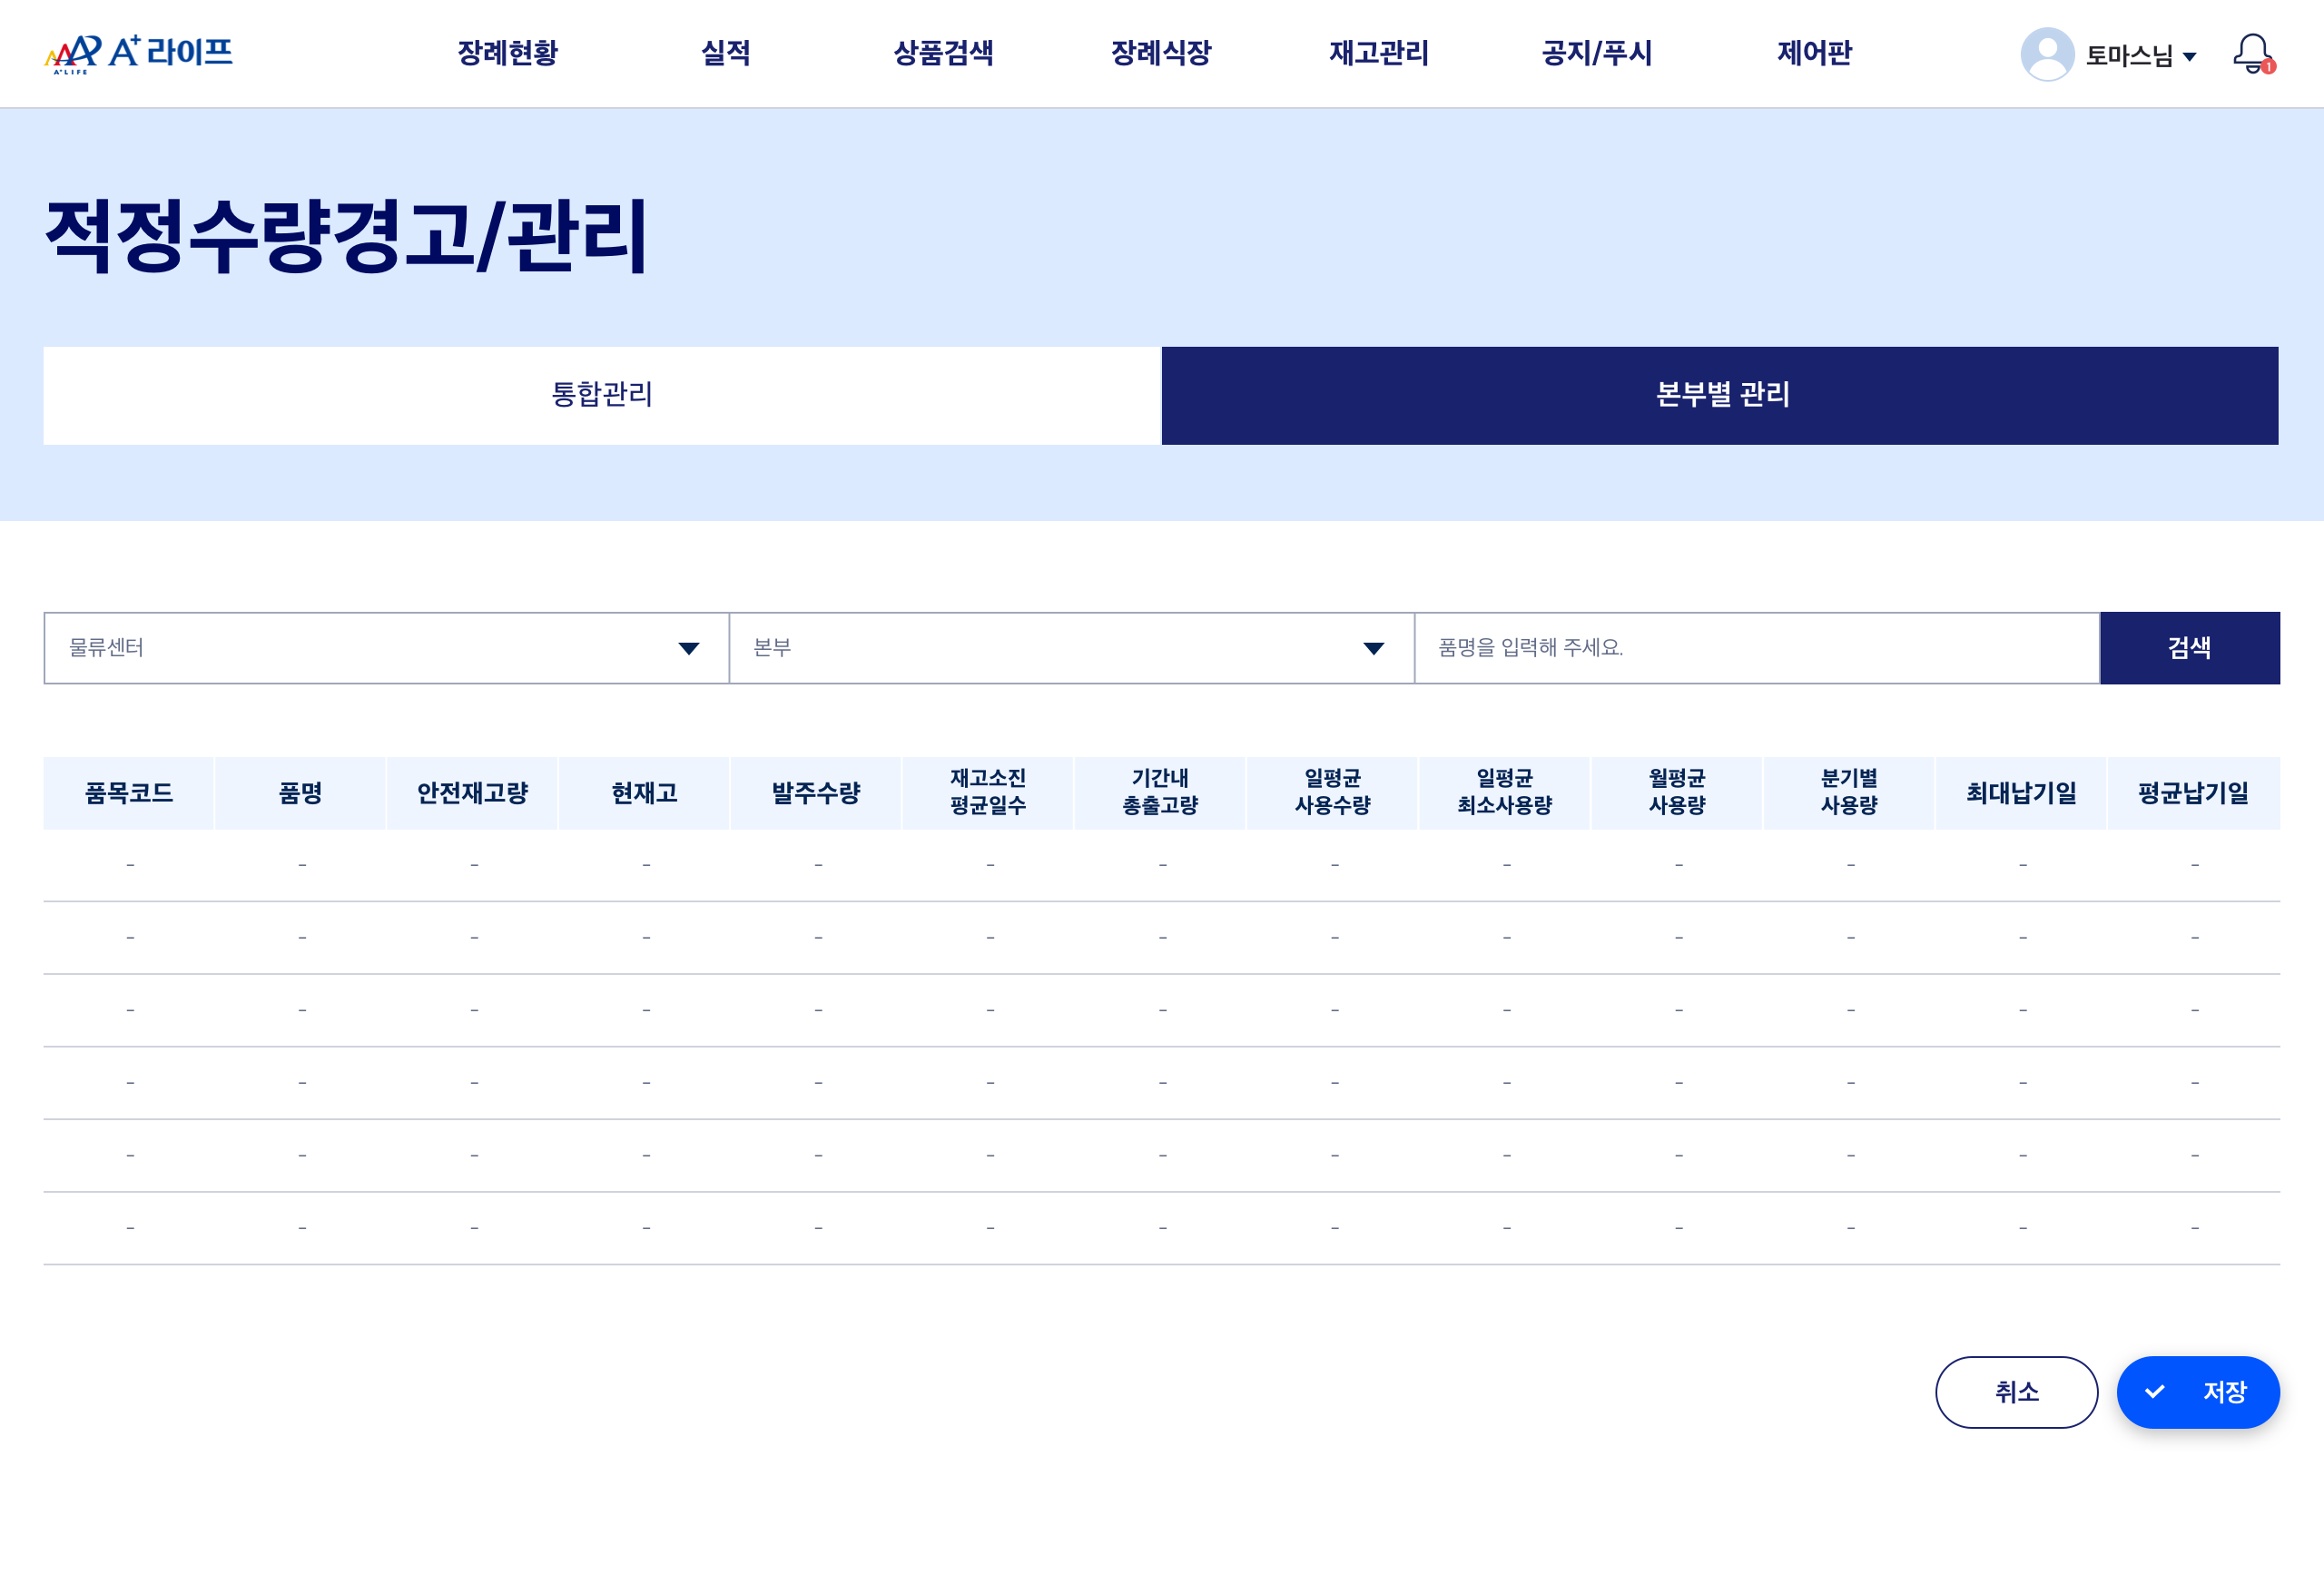 A+ LIFE
A+ 라이프
장례현황 실적 상품검색 장례식장 재고관리 공지/푸시 제어판
토마스님
1
적정수량경고/관리
통합관리 본부별 관리
물류센터 본부 품명을 입력해 주세요. 검색
품목코드 품명 안전재고량 현재고 발주수량 재고소진 평균일수 기간내 총출고량 일평균 사용수량 일평균 최소사용량 월평균 사용량 분기별 사용량 최대납기일 평균납기일
- - - - - - - - - - - - -
- - - - - - - - - - - - -
- - - - - - - - - - - - -
- - - - - - - - - - - - -
- - - - - - - - - - - - -
- - - - - - - - - - - - -
취소 저장